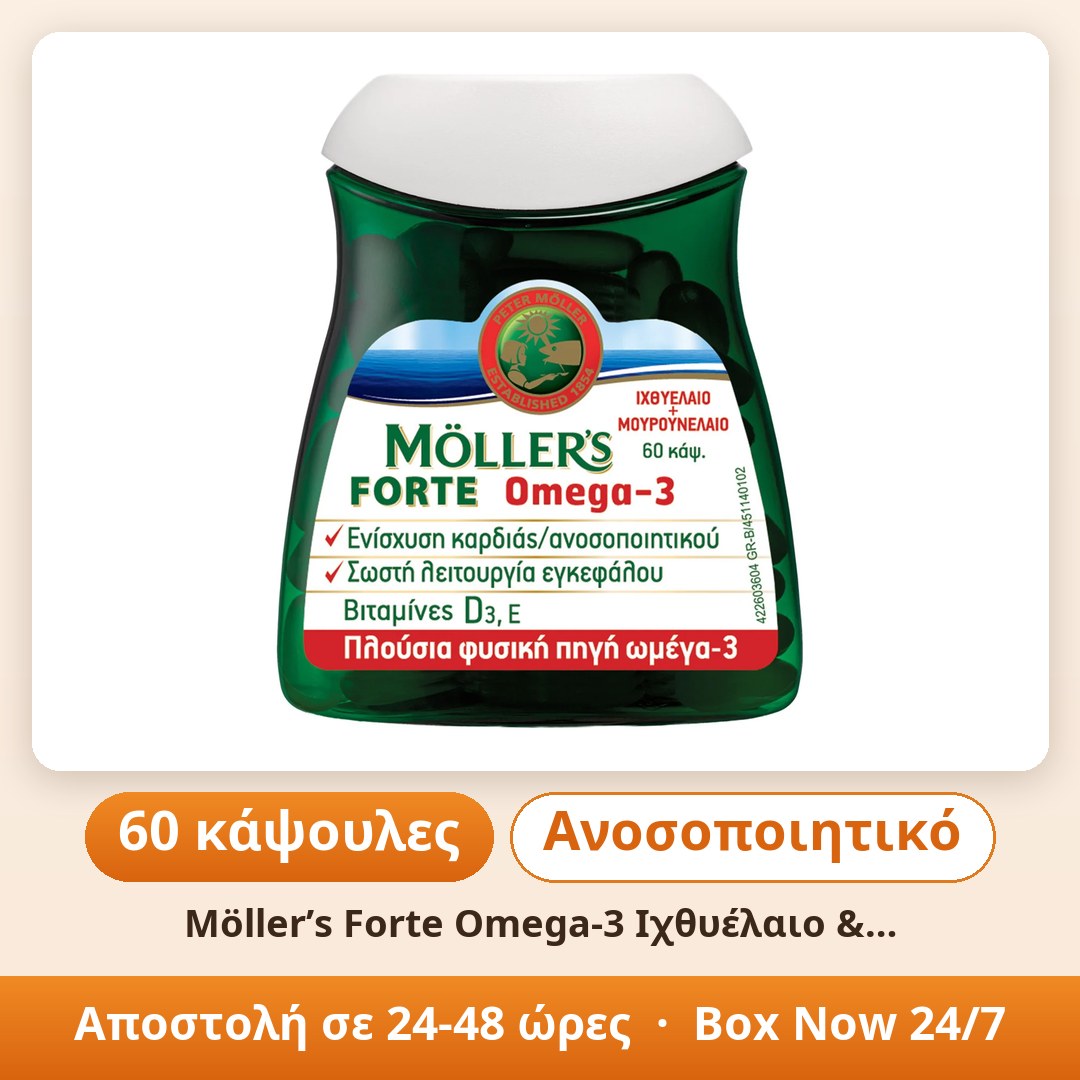 PETER MÖLLER
ESTABLISHED 1854
ΙΧΘΥΕΛΑΙΟ
+
ΜΟΥΡΟΥΝΕΛΑΙΟ
60 κάψ.
MÖLLER'S
FORTE Omega-3
Ενίσχυση καρδιάς/ανοσοποιητικού
Σωστή λειτουργία εγκεφάλου
Βιταμίνες D3, E
Πλούσια φυσική πηγή ωμέγα-3
422603604 GR-B/451140102
60 κάψουλες
Ανοσοποιητικό
Möller’s Forte Omega-3 Ιχθυέλαιο &...
Αποστολή σε 24-48 ώρες · Box Now 24/7